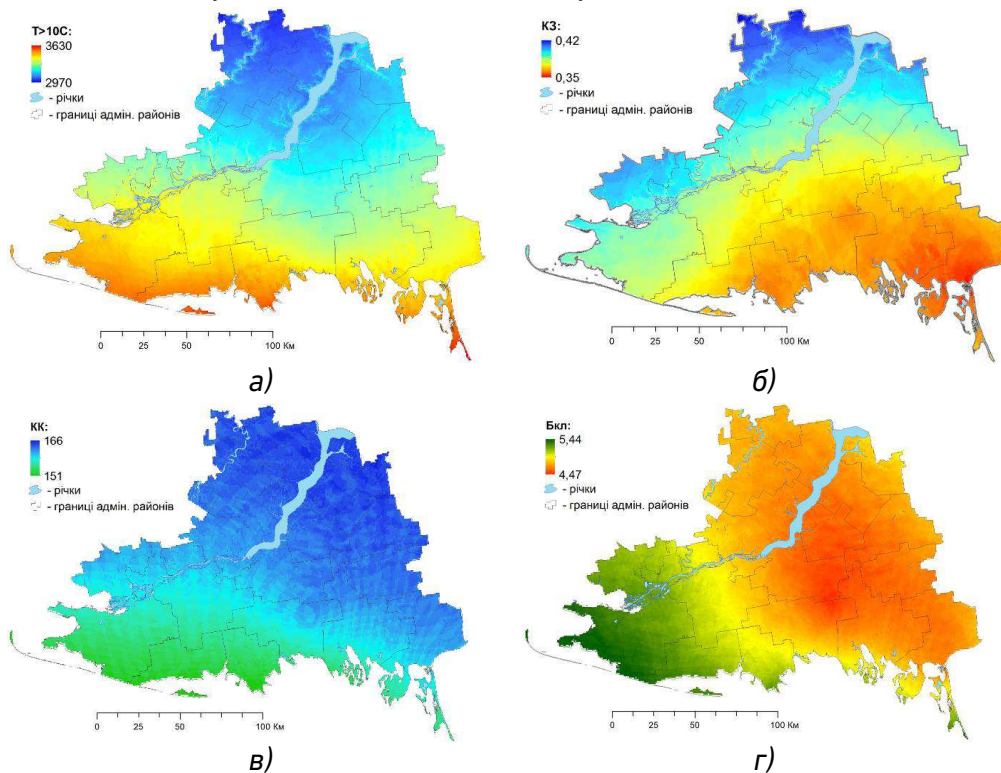 T>10C:
3630
2970
- річки
- границі адмін. районів
0 25 50 100 Км
а)
КЗ:
0,42
0,35
- річки
- границі адмін. районів
0 25 50 100 Км
б)
КК:
166
151
- річки
- границі адмін. районів
0 25 50 100 Км
в)
Бкл:
5,44
4,47
- річки
- границі адмін. районів
0 25 50 100 Км
г)